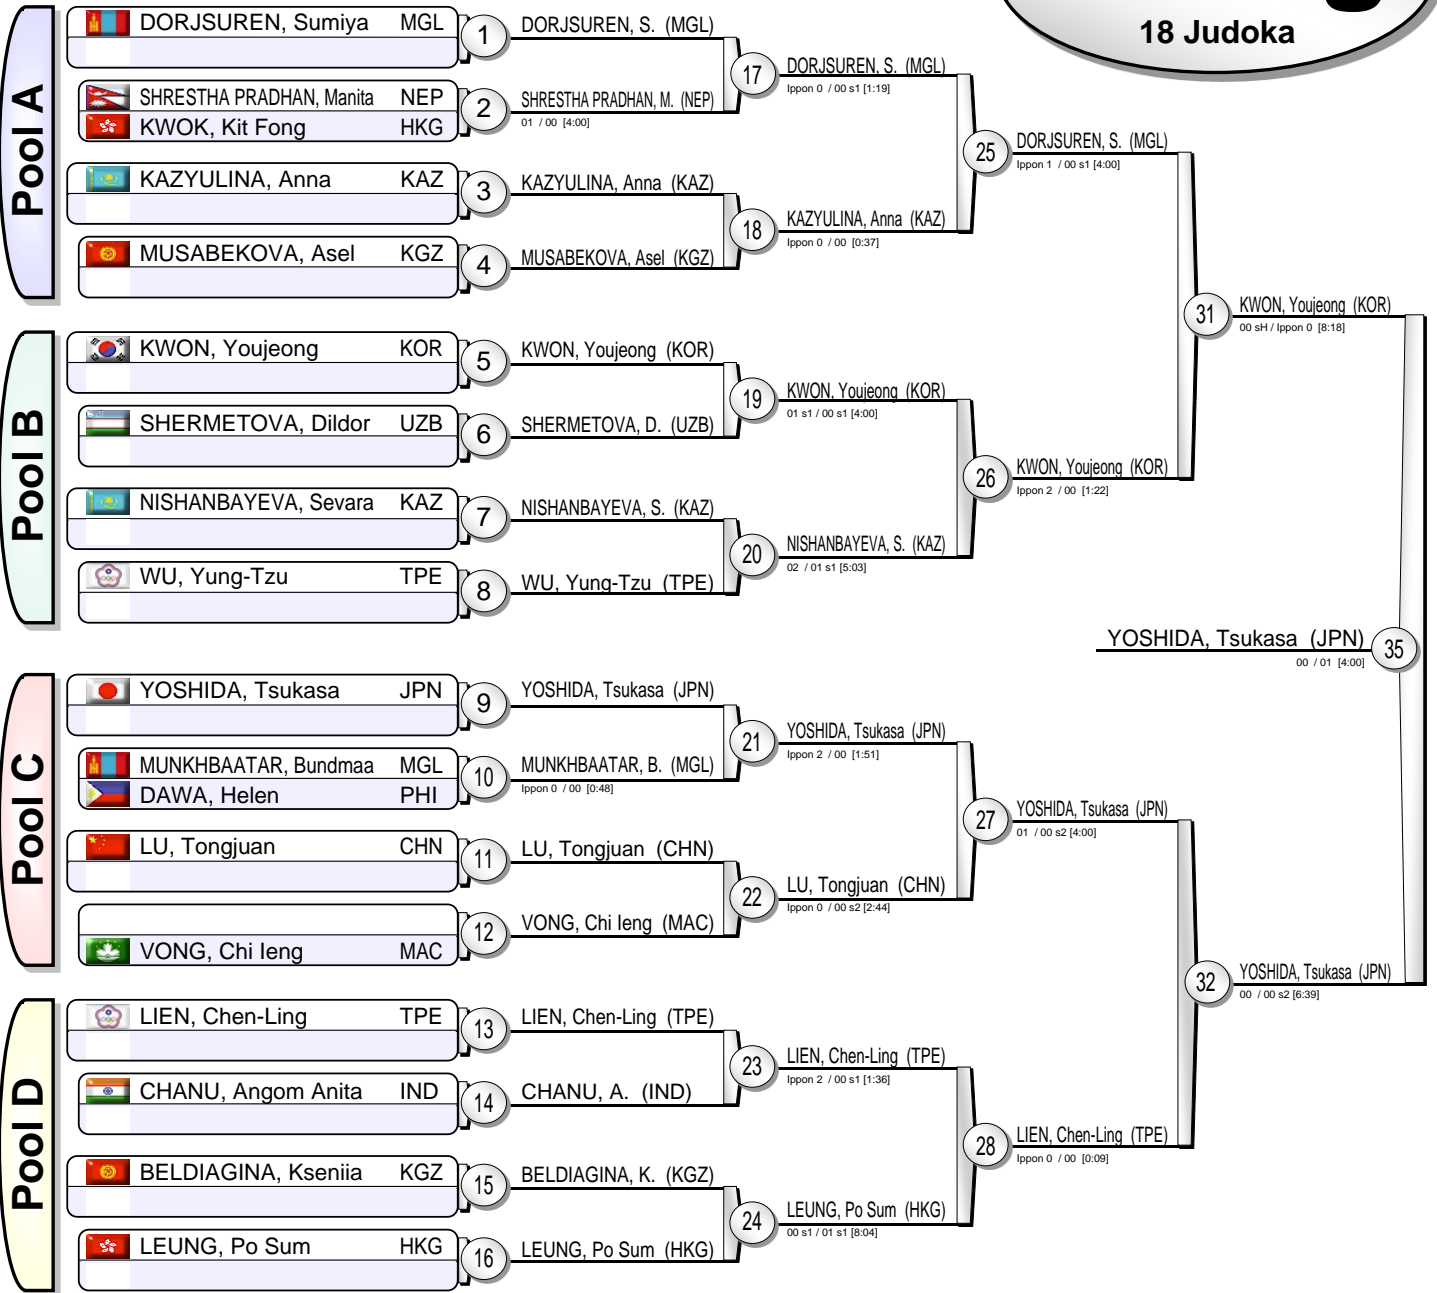 18 Judoka
Pool A
DORJSUREN, Sumiya MGL
1
DORJSUREN, S. (MGL)
SHRESTHA PRADHAN, Manita NEP
KWOK, Kit Fong HKG
2
SHRESTHA PRADHAN, M. (NEP)
01 / 00 [4:00]
17
DORJSUREN, S. (MGL)
Ippon 0 / 00 s1 [1:19]
KAZYULINA, Anna KAZ
3
KAZYULINA, Anna (KAZ)
MUSABEKOVA, Asel KGZ
4
MUSABEKOVA, Asel (KGZ)
18
KAZYULINA, Anna (KAZ)
Ippon 0 / 00 [0:37]
25
DORJSUREN, S. (MGL)
Ippon 1 / 00 s1 [4:00]
Pool B
KWON, Youjeong KOR
5
KWON, Youjeong (KOR)
SHERMETOVA, Dildor UZB
6
SHERMETOVA, D. (UZB)
19
KWON, Youjeong (KOR)
01 s1 / 00 s1 [4:00]
NISHANBAYEVA, Sevara KAZ
7
NISHANBAYEVA, S. (KAZ)
WU, Yung-Tzu TPE
8
WU, Yung-Tzu (TPE)
20
NISHANBAYEVA, S. (KAZ)
02 / 01 s1 [5:03]
26
KWON, Youjeong (KOR)
Ippon 2 / 00 [1:22]
31
KWON, Youjeong (KOR)
00 sH / Ippon 0 [8:18]
YOSHIDA, Tsukasa (JPN)
35
00 / 01 [4:00]
Pool C
YOSHIDA, Tsukasa JPN
9
YOSHIDA, Tsukasa (JPN)
MUNKHBAATAR, Bundmaa MGL
DAWA, Helen PHI
10
MUNKHBAATAR, B. (MGL)
Ippon 0 / 00 [0:48]
21
YOSHIDA, Tsukasa (JPN)
Ippon 2 / 00 [1:51]
LU, Tongjuan CHN
11
LU, Tongjuan (CHN)
VONG, Chi Ieng MAC
12
VONG, Chi Ieng (MAC)
22
LU, Tongjuan (CHN)
Ippon 0 / 00 s2 [2:44]
27
YOSHIDA, Tsukasa (JPN)
01 / 00 s2 [4:00]
Pool D
LIEN, Chen-Ling TPE
13
LIEN, Chen-Ling (TPE)
CHANU, Angom Anita IND
14
CHANU, A. (IND)
23
LIEN, Chen-Ling (TPE)
Ippon 2 / 00 s1 [1:36]
BELDIAGINA, Kseniia KGZ
15
BELDIAGINA, K. (KGZ)
LEUNG, Po Sum HKG
16
LEUNG, Po Sum (HKG)
24
LEUNG, Po Sum (HKG)
00 s1 / 01 s1 [8:04]
28
LIEN, Chen-Ling (TPE)
Ippon 0 / 00 [0:09]
32
YOSHIDA, Tsukasa (JPN)
00 / 00 s2 [6:39]